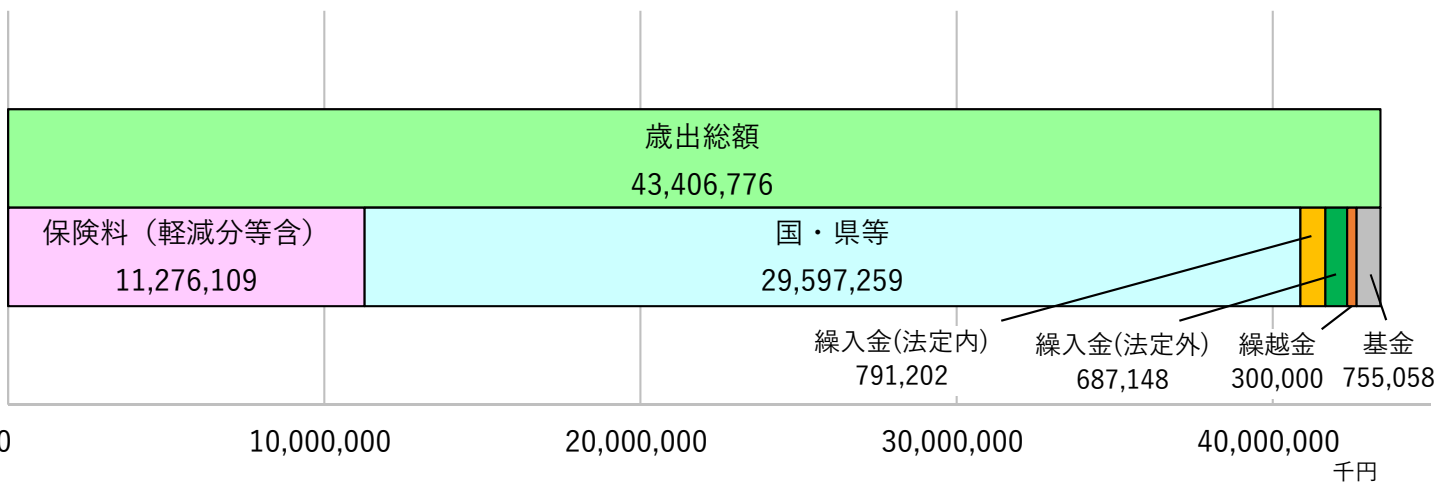 歳出総額
43,406,776
保険料（軽減分等含）
11,276,109
国・県等
29,597,259
繰入金(法定内)
791,202
繰入金(法定外)
687,148
繰越金
300,000
基金
755,058
0
10,000,000
20,000,000
30,000,000
40,000,000
千円